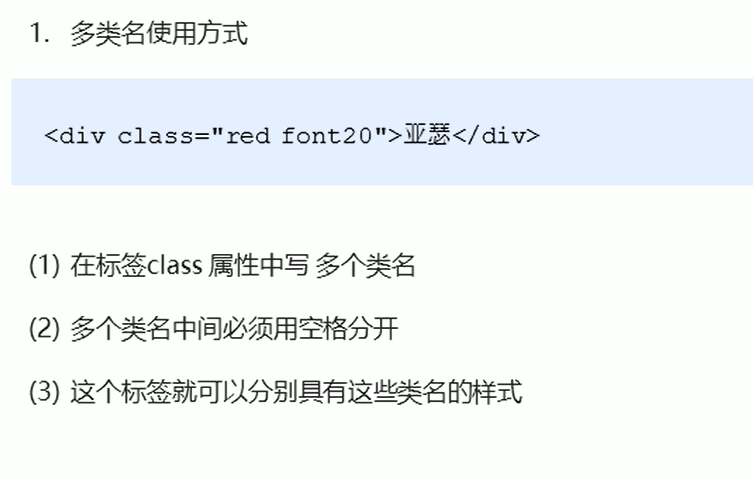 1. 多类名使用方式
<div class="red font20">亚瑟</div>
(1) 在标签class 属性中写 多个类名
(2) 多个类名中间必须用空格分开
(3) 这个标签就可以分别具有这些类名的样式